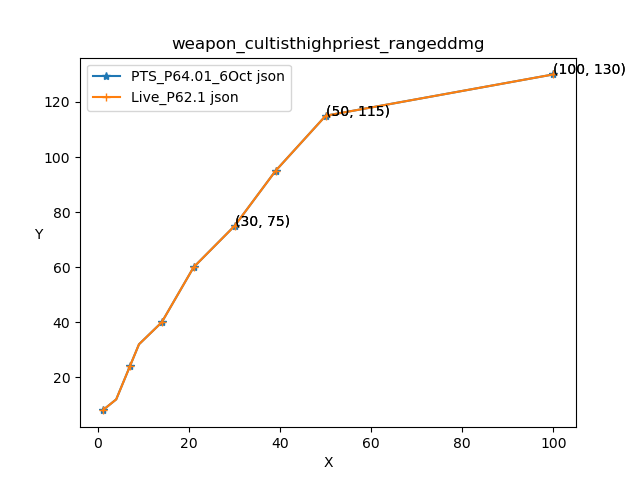 weapon_cultisthighpriest_rangeddmg
PTS_P64.01_6Oct json
Live_P62.1 json
(100, 130)
(50, 115)
(30, 75)
120
100
80
60
40
20
Y
0 20 40 60 80 100
X